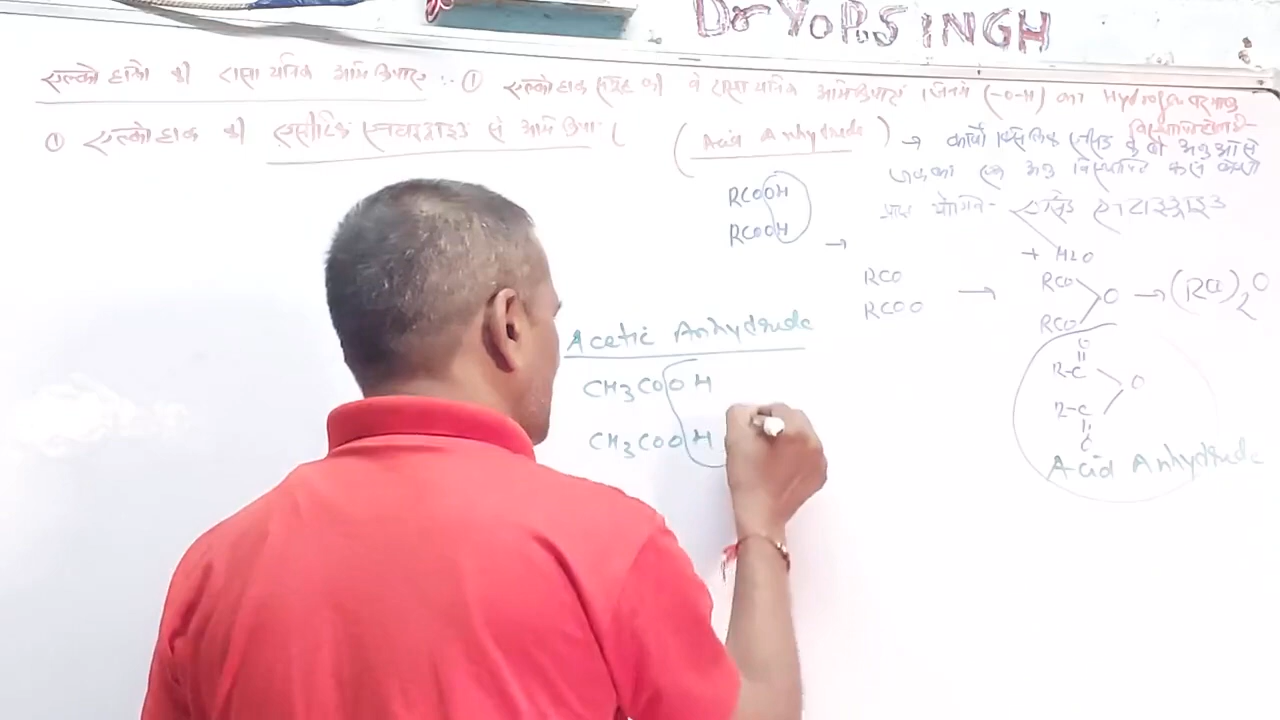 Dr YOP.SINGH
एल्कोहल की रासायनिक अभिक्रियाएं :- ① एल्कोहल समूह की वे रासायनिक अभिक्रियाएं जिनमें (-O-H) का Hydrogen परमाणु
विस्थापित होता है-
① एल्कोहल की एसीटिक एनहाइड्राइड से अभिक्रिया (
(Acid Anhydride) → कार्बोक्सिलिक एसिड के दो अणुओं से
जल का एक अणु विस्थापित करने
योगिक - एसिड एनहाइड्राइड
RCOOH
RCOOH →
+ H2O
RCO
RCOO →
RCO
RCO
O → (RCO)2O
Acetic Anhydride
CH3COOH
CH3COOH
O
R-C
O
R-C
O
Acid Anhydride